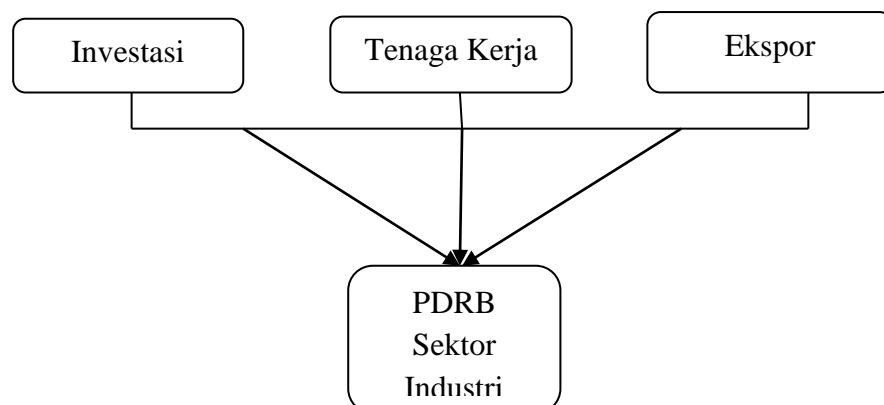 Investasi
Tenaga Kerja
Ekspor
PDRB
Sektor
Industri